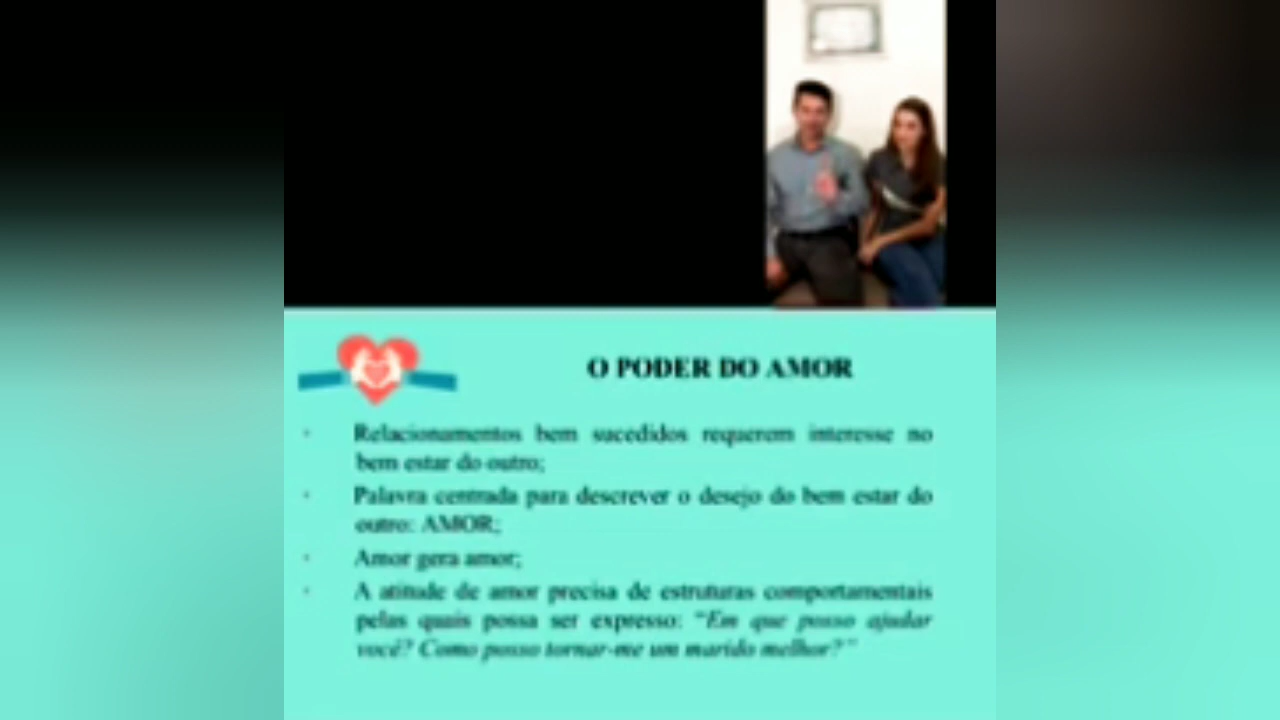 O PODER DO AMOR
· Relacionamentos bem sucedidos requerem interesse no
bem estar do outro;
· Palavra centrada para descrever o desejo do bem estar do
outro: AMOR;
· Amor gera amor;
· A atitude de amor precisa de estruturas comportamentais
pelas quais possa ser expresso: "Em que posso ajudar
você? Como posso tornar-me um marido melhor?"